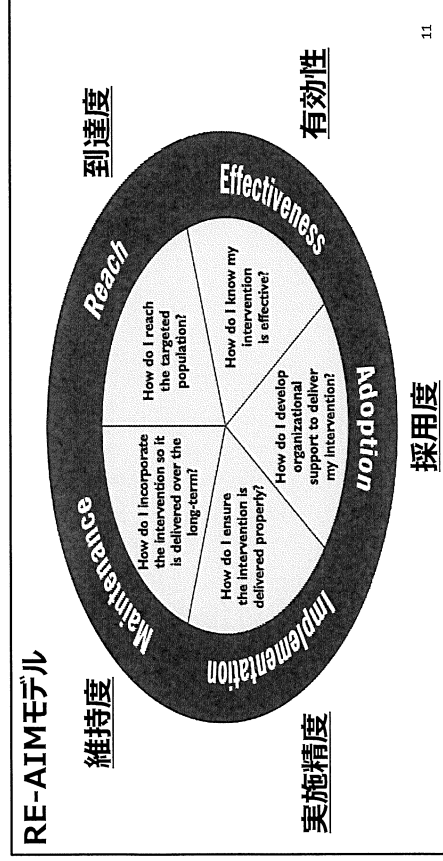 RE-AIMモデル
到達度
Reach
How do I reach
the targeted
population?
有効性
Effectiveness
How do I know my
intervention
is effective?
採用度
Adoption
How do I develop
organizational
support to deliver
my intervention?
実施精度
Implementation
How do I ensure
the intervention is
delivered properly?
維持度
Maintenance
How do I incorporate
the intervention so it
is delivered over the
long-term?
11